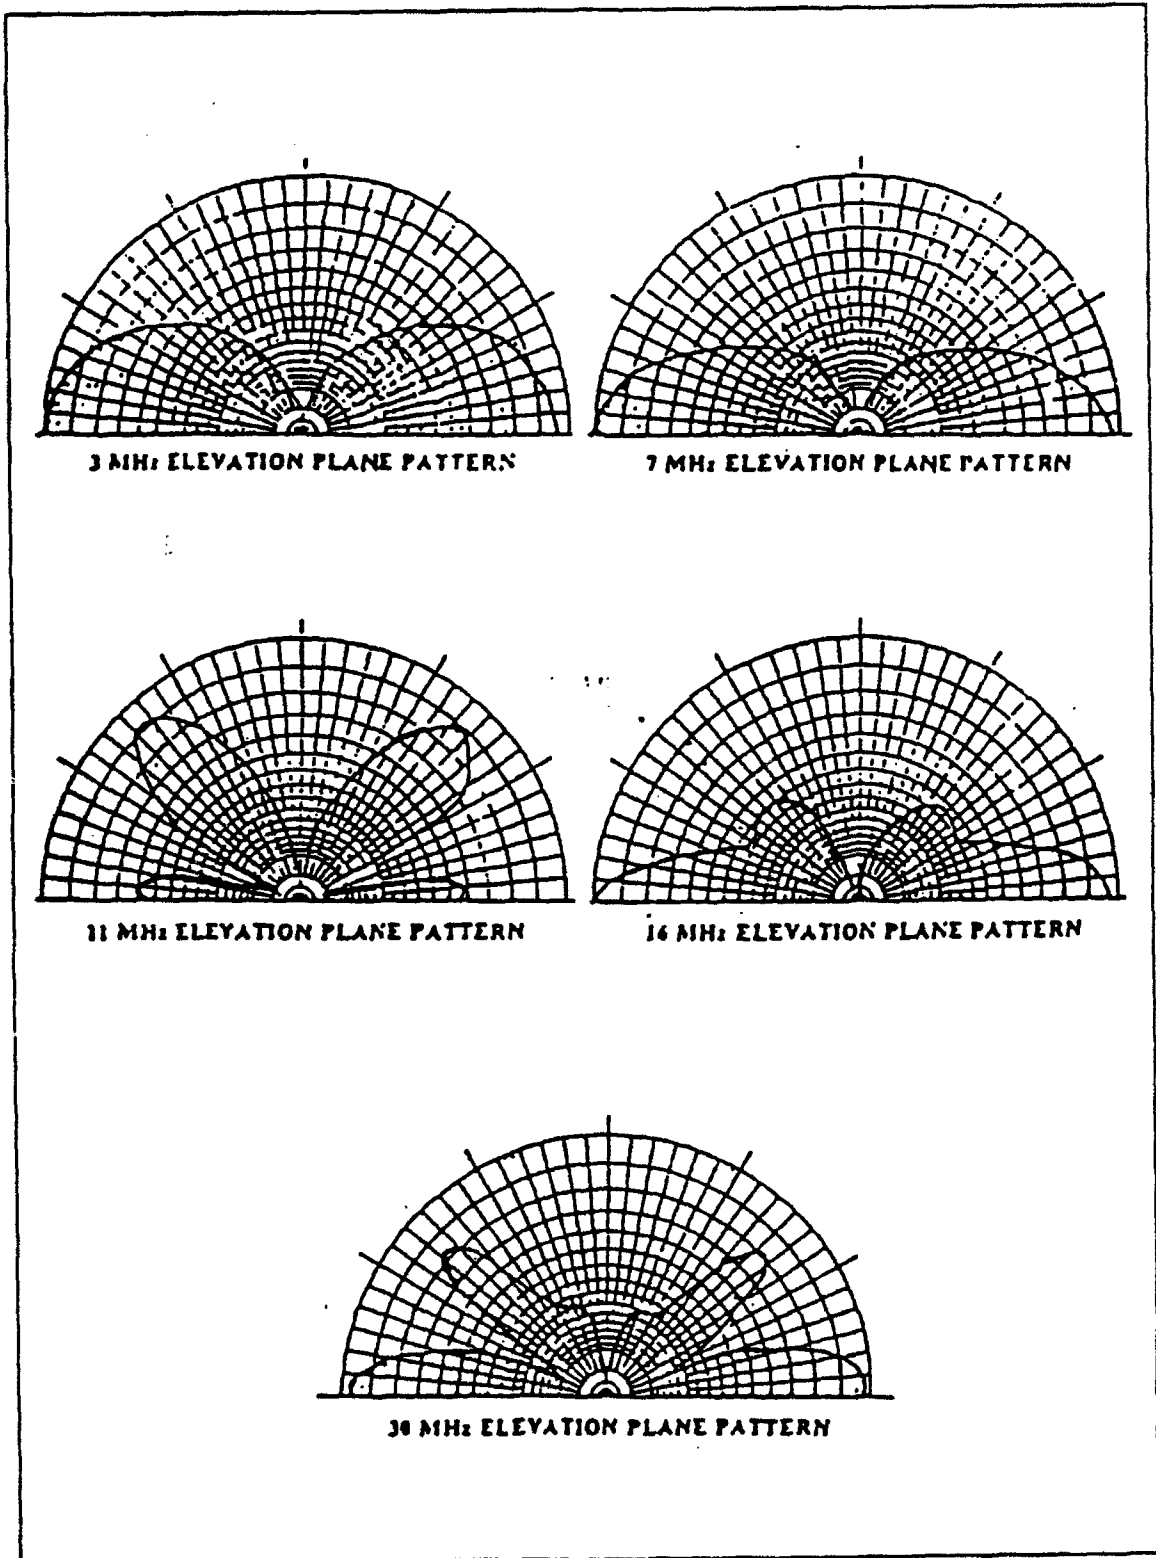 3 MHz ELEVATION PLANE PATTERN
7 MHz ELEVATION PLANE PATTERN
11 MHz ELEVATION PLANE PATTERN
16 MHz ELEVATION PLANE PATTERN
30 MHz ELEVATION PLANE PATTERN